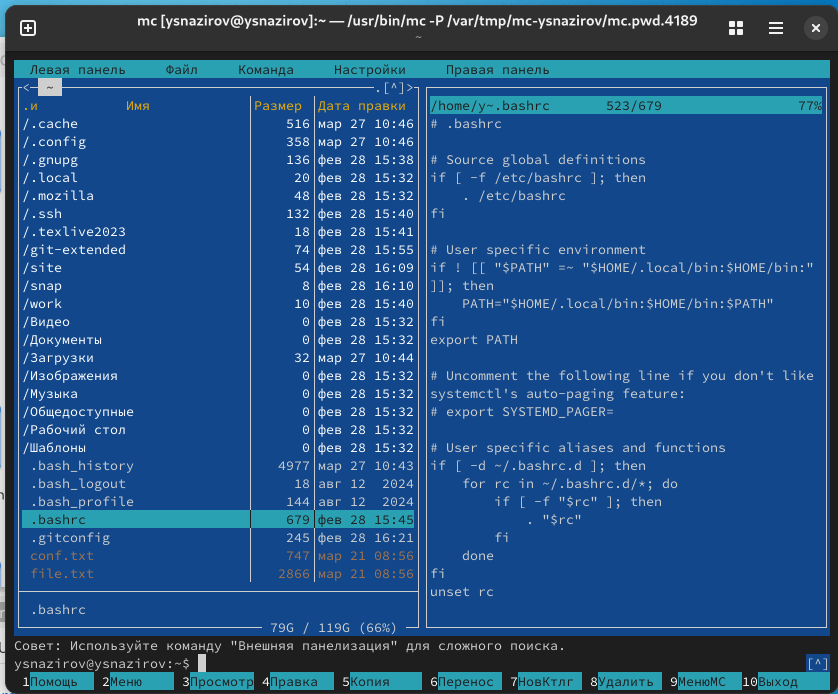 mc [ysnazirov@ysnazirov]:~ — /usr/bin/mc -P /var/tmp/mc-ysnazirov/mc.pwd.4189
~
Левая панель Файл Команда Настройки Правая панель
<- ~ .[^]>
.и Имя Размер Дата правки
/.cache 516 мар 27 10:46
/.config 358 мар 27 10:46
/.gnupg 136 фев 28 15:38
/.local 20 фев 28 15:32
/.mozilla 48 фев 28 15:32
/.ssh 132 фев 28 15:40
/.texlive2023 18 фев 28 15:41
/git-extended 74 фев 28 15:55
/site 54 фев 28 16:09
/snap 8 фев 28 16:10
/work 10 фев 28 15:40
/Видео 0 фев 28 15:32
/Документы 0 фев 28 15:32
/Загрузки 32 мар 27 10:44
/Изображения 0 фев 28 15:32
/Музыка 0 фев 28 15:32
/Общедоступные 0 фев 28 15:32
/Рабочий стол 0 фев 28 15:32
/Шаблоны 0 фев 28 15:32
.bash_history 4977 мар 27 10:43
.bash_logout 18 авг 12 2024
.bash_profile 144 авг 12 2024
.bashrc 679 фев 28 15:45
.gitconfig 245 фев 28 16:21
conf.txt 747 мар 21 08:56
file.txt 2866 мар 21 08:56
.bashrc
79G / 119G (66%)
/home/y~.bashrc 523/679 77%
# .bashrc
# Source global definitions
if [ -f /etc/bashrc ]; then
. /etc/bashrc
fi
# User specific environment
if ! [[ "$PATH" =~ "$HOME/.local/bin:$HOME/bin:"
]]; then
PATH="$HOME/.local/bin:$HOME/bin:$PATH"
fi
export PATH
# Uncomment the following line if you don't like
systemctl's auto-paging feature:
# export SYSTEMD_PAGER=
# User specific aliases and functions
if [ -d ~/.bashrc.d ]; then
for rc in ~/.bashrc.d/*; do
if [ -f "$rc" ]; then
. "$rc"
fi
done
fi
unset rc
Совет: Используйте команду "Внешняя панелизация" для сложного поиска.
ysnazirov@ysnazirov:~$ [^]
1Помощь 2Меню 3Просмотр 4Правка 5Копия 6Перенос 7НовКтлг 8Удалить 9МенюMC 10Выход